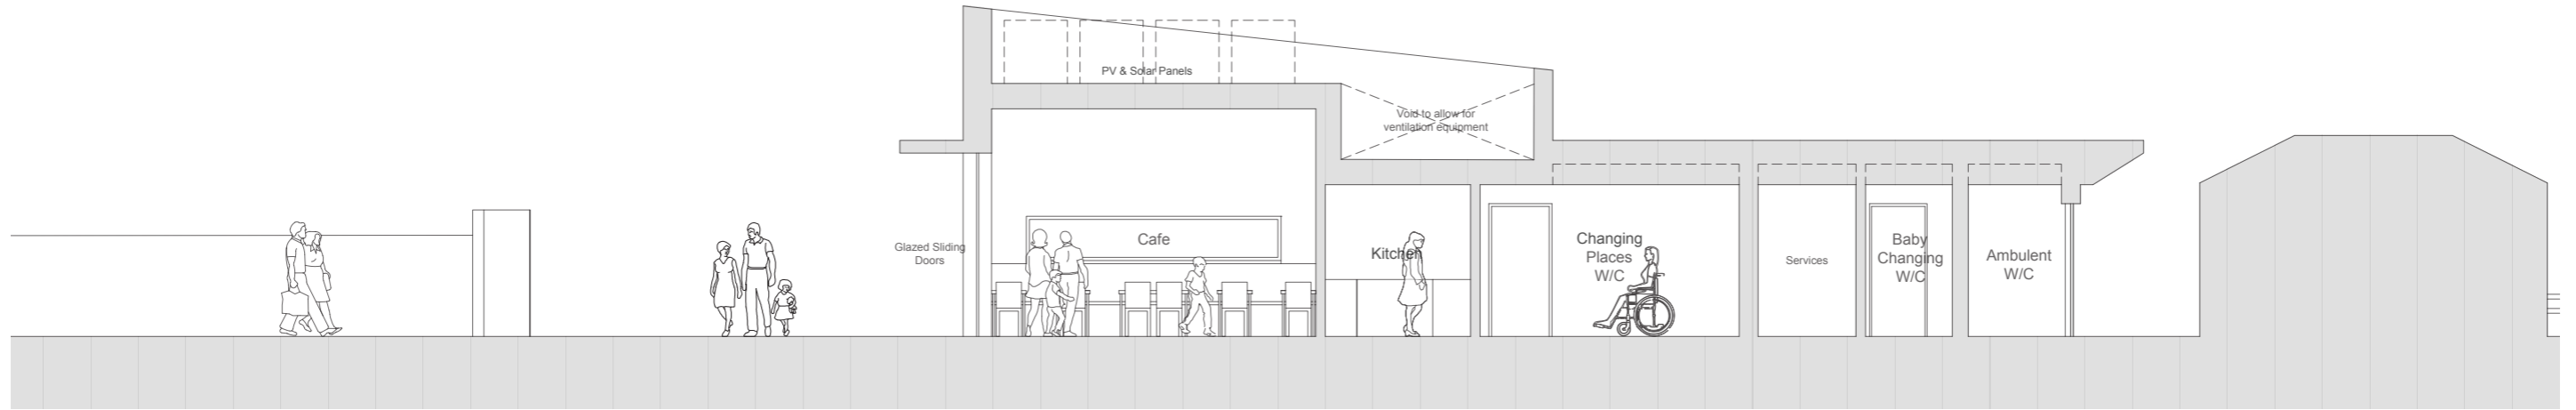 PV & Solar Panels
Void to allow for
ventilation equipment
Glazed Sliding
Doors
Cafe
Kitchen
Changing
Places
W/C
Services
Baby
Changing
W/C
Ambulent
W/C